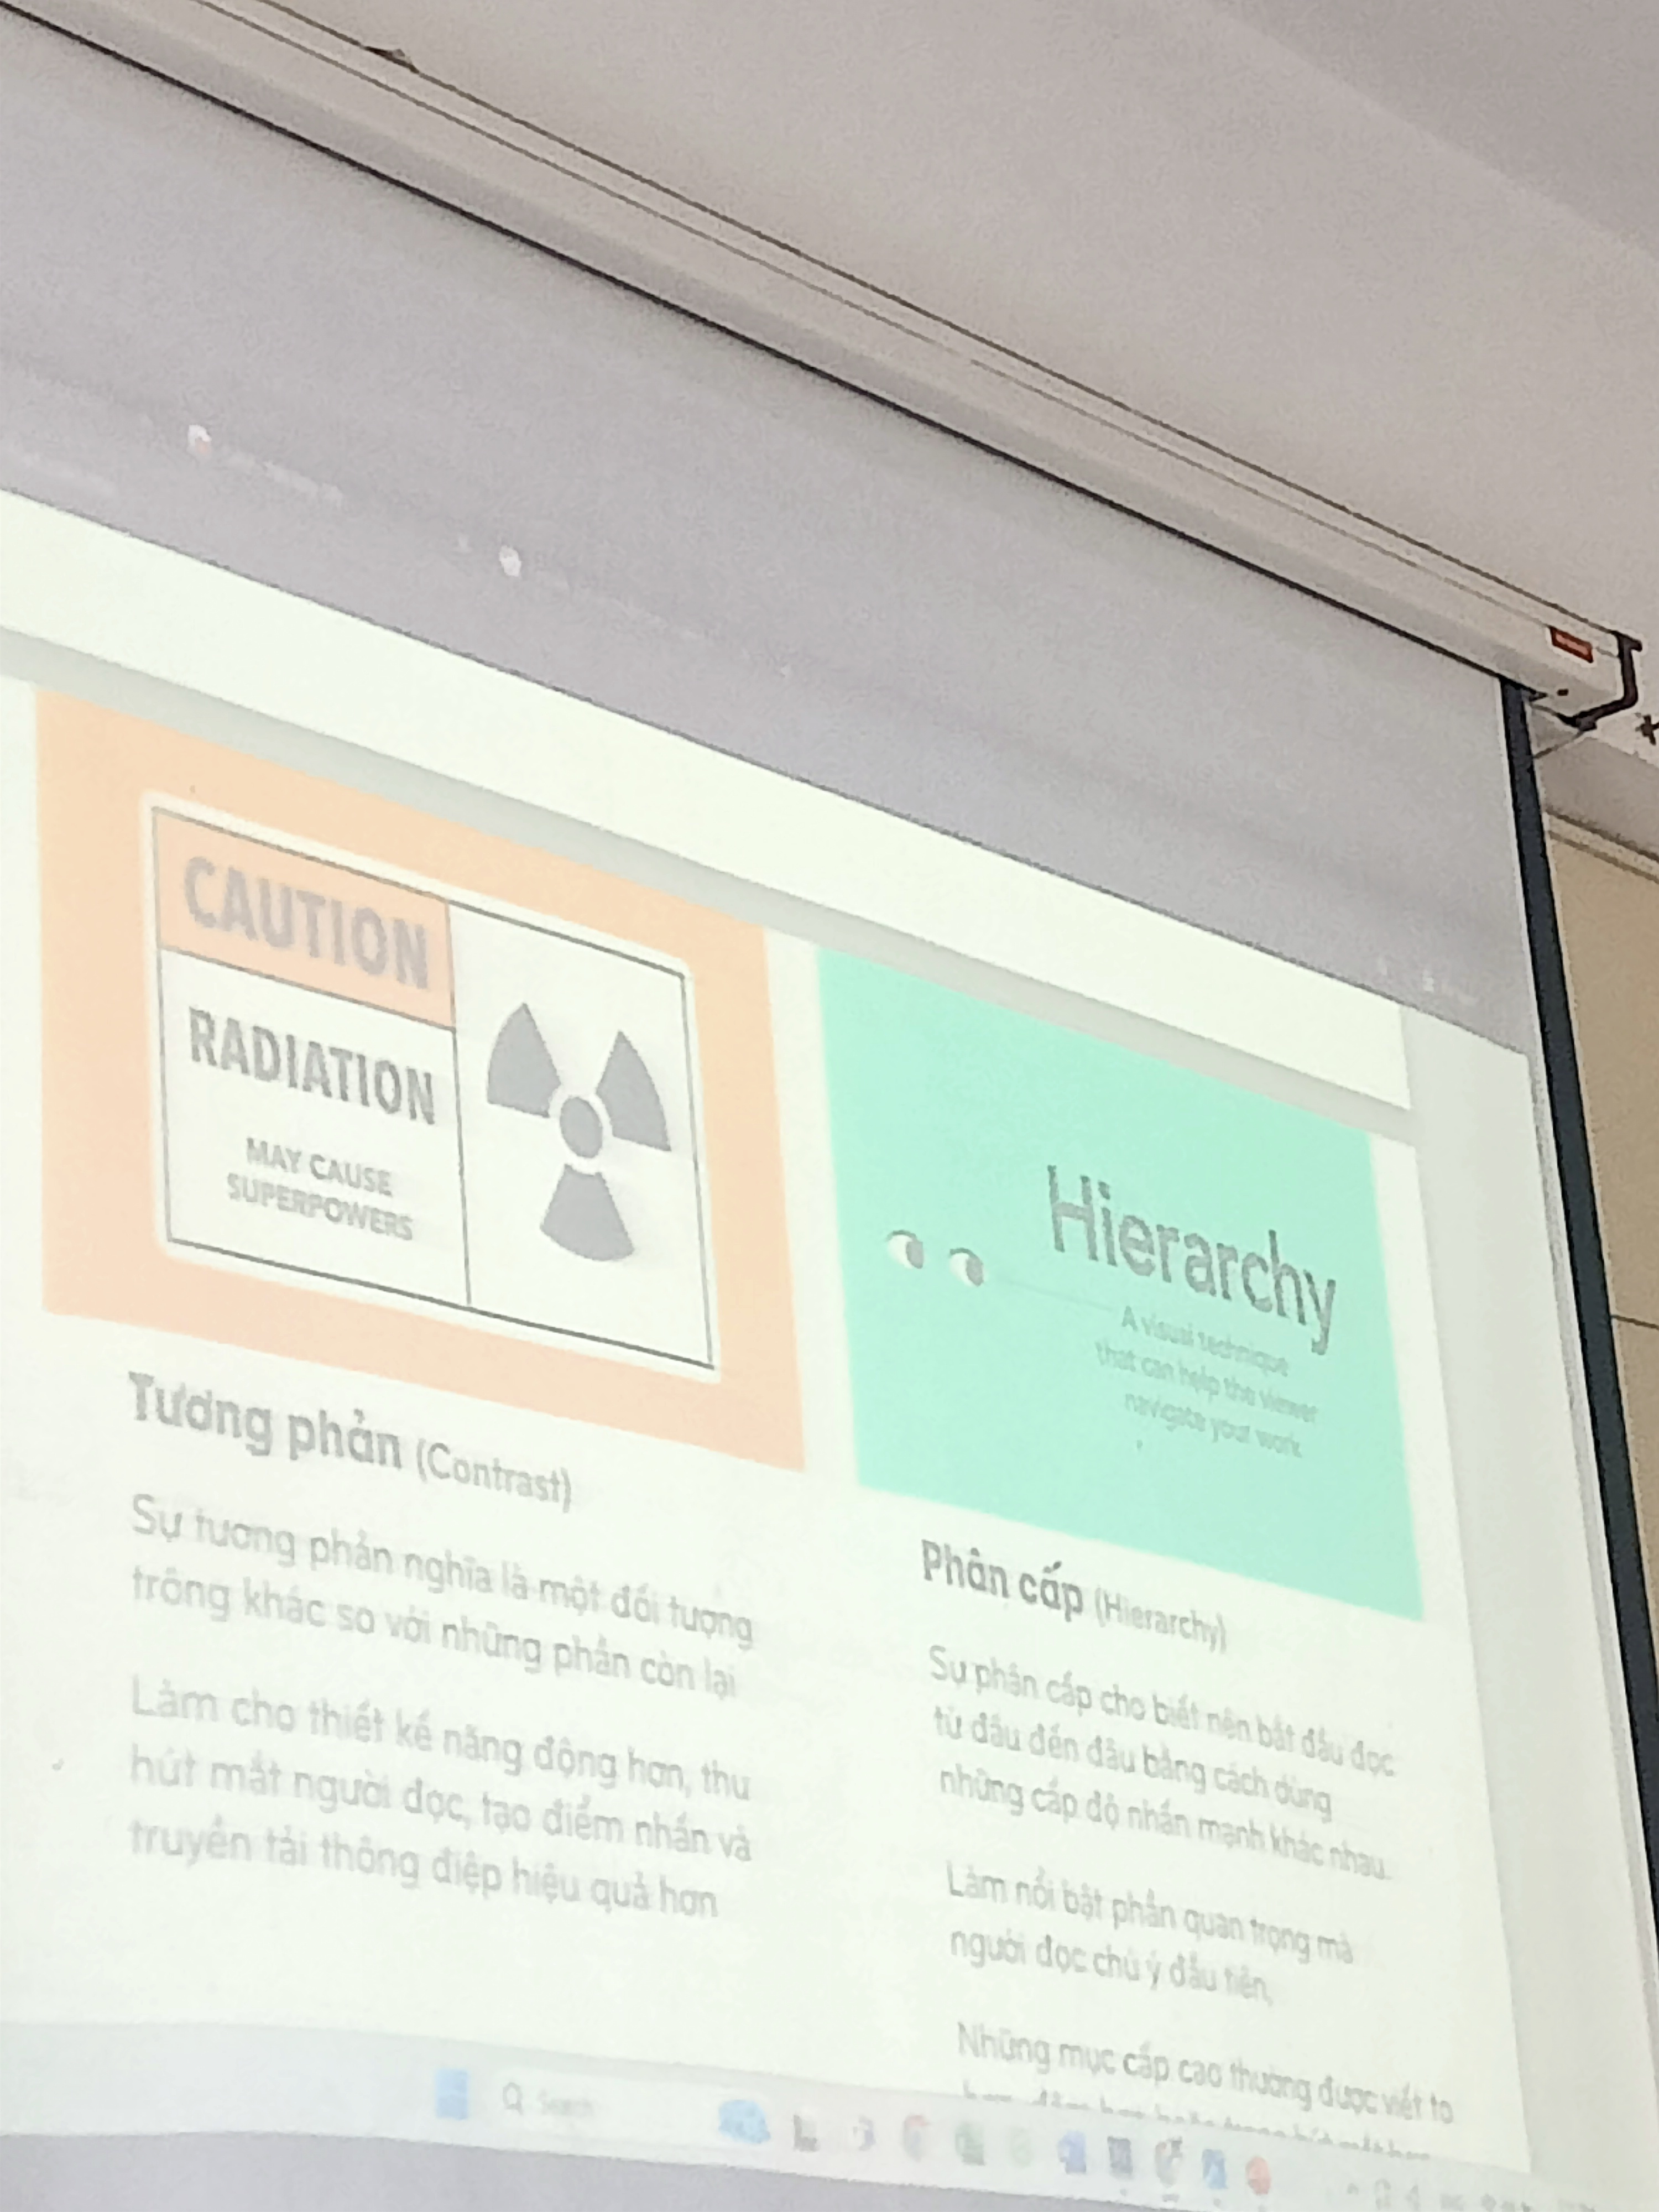 CAUTION
RADIATION
MAY CAUSE
SUPERPOWERS
Tương phản (Contrast)
Sự tương phản nghĩa là một đối tượng
trông khác so với những phần còn lại
Làm cho thiết kế năng động hơn, thu
hút mắt người đọc, tạo điểm nhấn và
truyền tải thông điệp hiệu quả hơn
Hierarchy
A visual technique
that can help the viewer
navigate your work
Phân cấp (Hierarchy)
Sự phân cấp cho biết nên bắt đầu đọc
từ đâu đến đâu bằng cách dùng
những cấp độ nhấn mạnh khác nhau.
Làm nổi bật phần quan trọng mà
người đọc chú ý đầu tiên,
Những mục cấp cao thường được viết to
Search